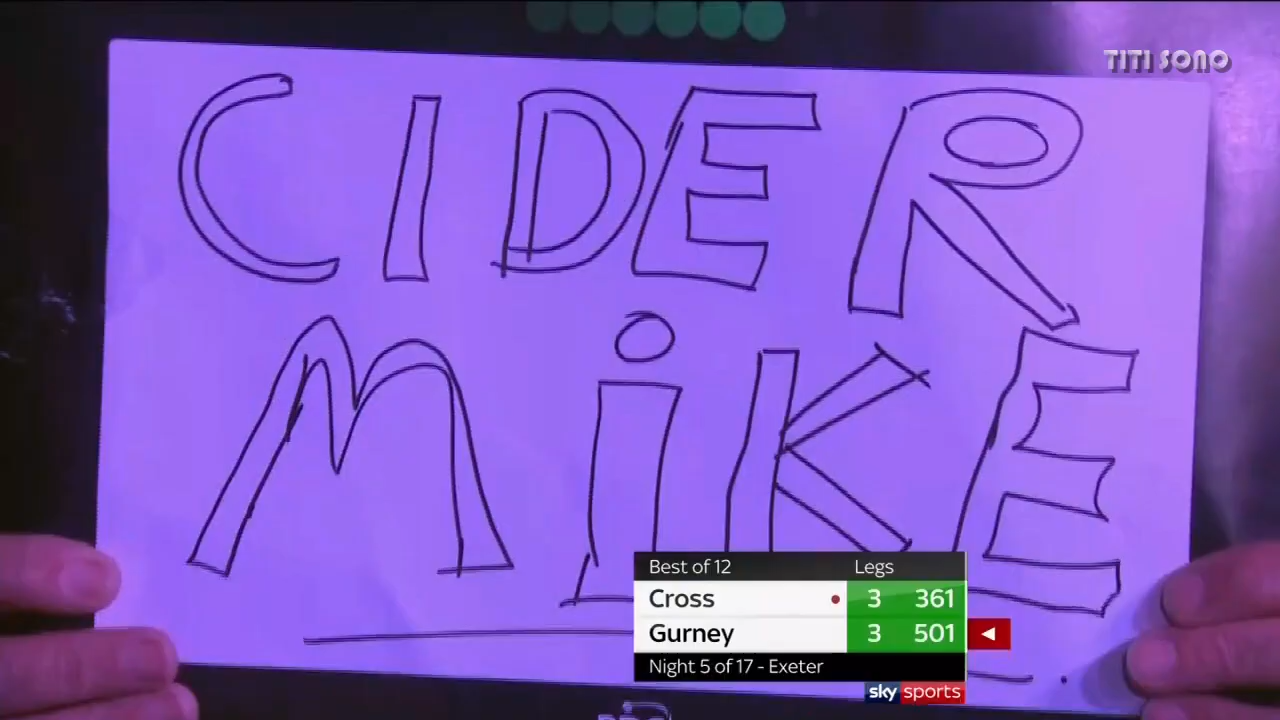 TITI SONO
CIDER
MiKE
Best of 12 Legs
Cross 3 361
Gurney 3 501
Night 5 of 17 - Exeter
sky sports